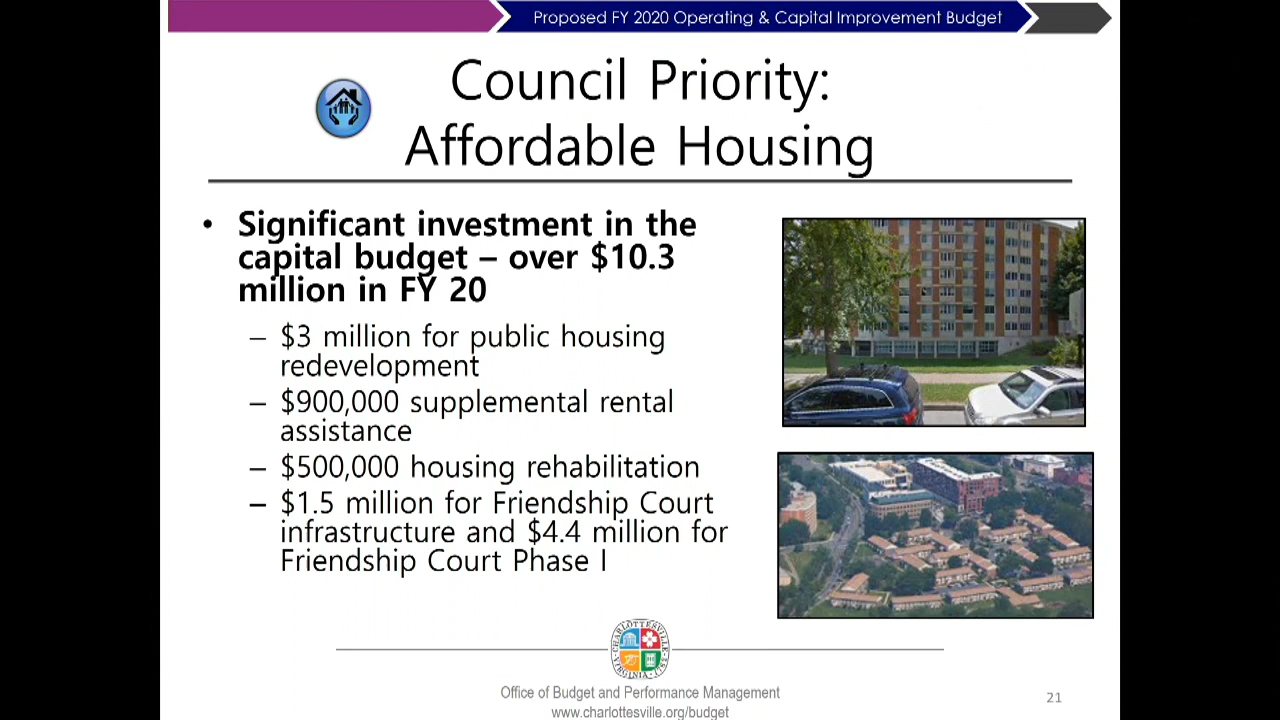 Proposed FY 2020 Operating & Capital Improvement Budget
Council Priority:
Affordable Housing
• Significant investment in the
capital budget – over $10.3
million in FY 20
– $3 million for public housing
redevelopment
– $900,000 supplemental rental
assistance
– $500,000 housing rehabilitation
– $1.5 million for Friendship Court
infrastructure and $4.4 million for
Friendship Court Phase I
CHARLOTTESVILLE
VIRGINIA
Office of Budget and Performance Management
www.charlottesville.org/budget
21